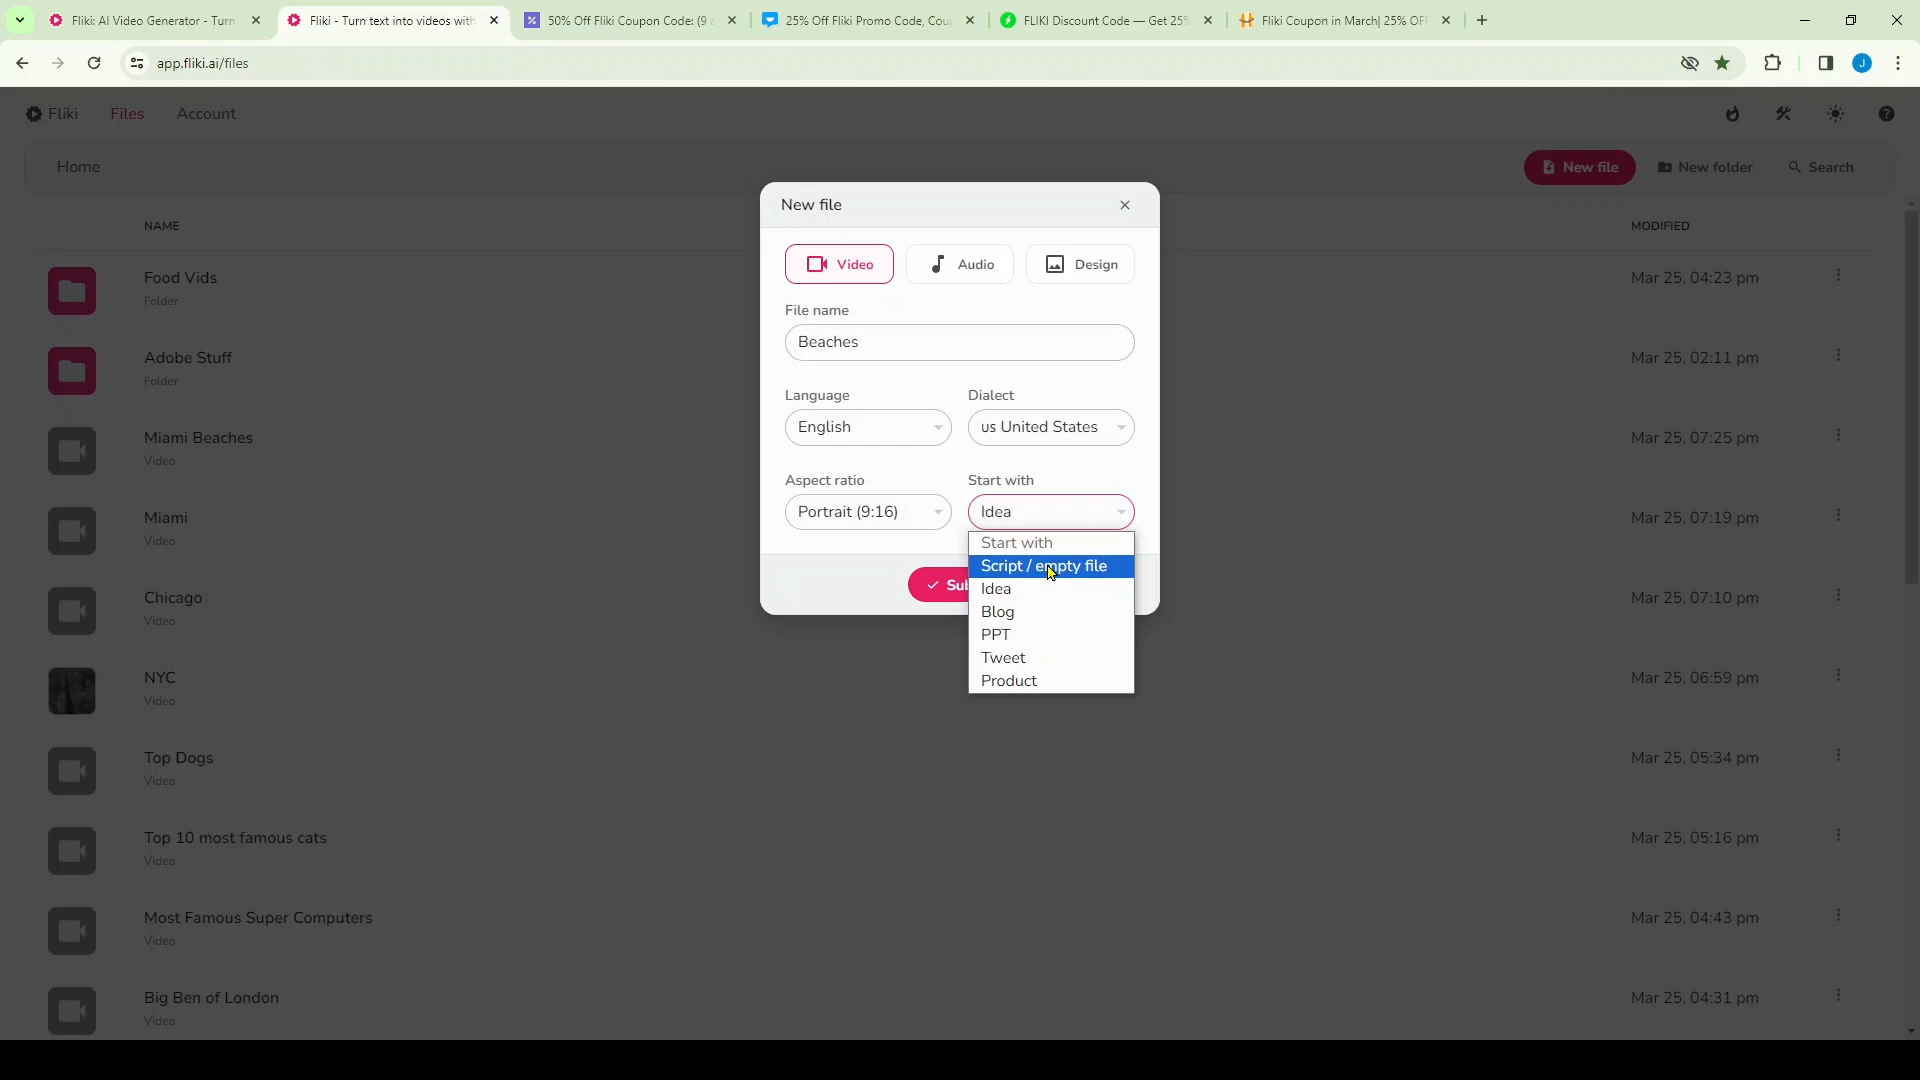 Fliki: AI Video Generator - Turn
Fliki - Turn text into videos with
50% Off Fliki Coupon Code: (9 a
25% Off Fliki Promo Code, Cou
FLIKI Discount Code — Get 25%
Fliki Coupon in March| 25% OF
app.fliki.ai/files
J
Fliki
Files
Account
Home
New file
New folder
Search
NAME
MODIFIED
Food Vids
Folder
Mar 25, 04:23 pm
Adobe Stuff
Folder
Mar 25, 02:11 pm
Miami Beaches
Video
Mar 25, 07:25 pm
Miami
Video
Mar 25, 07:19 pm
Chicago
Video
Mar 25, 07:10 pm
NYC
Video
Mar 25, 06:59 pm
Top Dogs
Video
Mar 25, 05:34 pm
Top 10 most famous cats
Video
Mar 25, 05:16 pm
Most Famous Super Computers
Video
Mar 25, 04:43 pm
Big Ben of London
Video
Mar 25, 04:31 pm
New file
Video
Audio
Design
File name
Beaches
Language
Dialect
English
us United States
Aspect ratio
Start with
Portrait (9:16)
Idea
Start with
Script / empty file
Idea
Blog
PPT
Tweet
Product
Sub